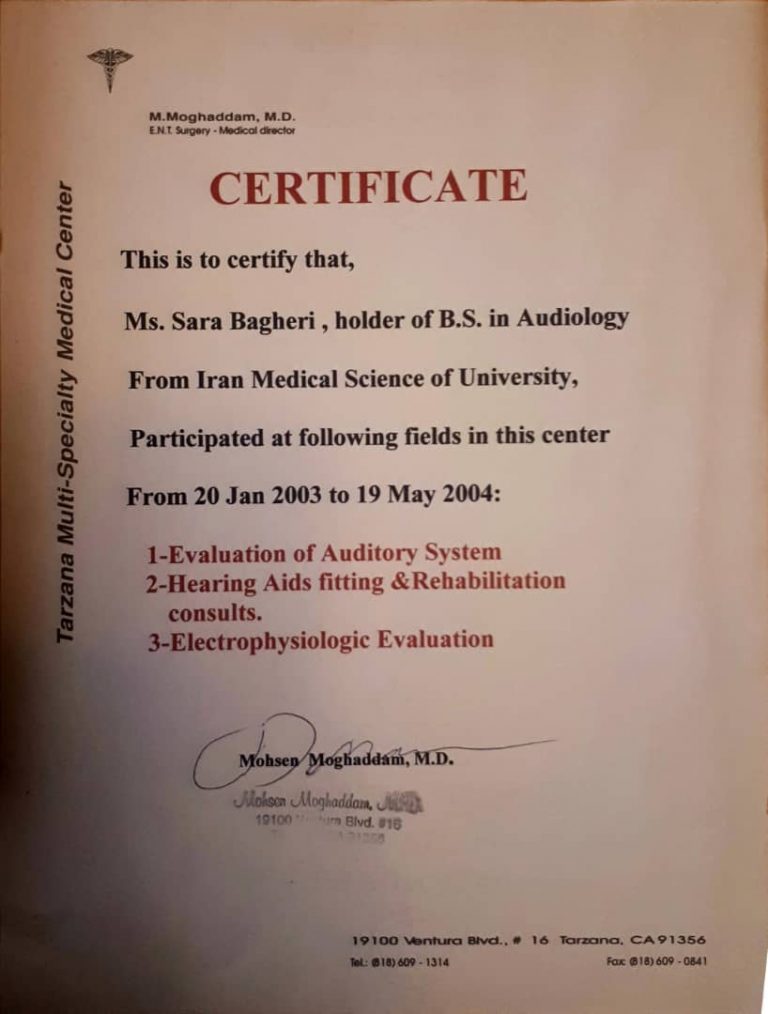 M.Moghaddam, M.D.
E.N.T. Surgery - Medical director
CERTIFICATE
Tarzana Multi-Specialty Medical Center
This is to certify that,
Ms. Sara Bagheri , holder of B.S. in Audiology
From Iran Medical Science of University,
Participated at following fields in this center
From 20 Jan 2003 to 19 May 2004:
1-Evaluation of Auditory System
2-Hearing Aids fitting &Rehabilitation
consults.
3-Electrophysiologic Evaluation
Mohsen Moghaddam, M.D.
Mohsen Moghaddam,
19100 Blvd. #16
19100 Ventura Blvd., # 16 Tarzana, CA 91356
Tel.: (818) 609 - 1314 Fax: (818) 609 - 0841